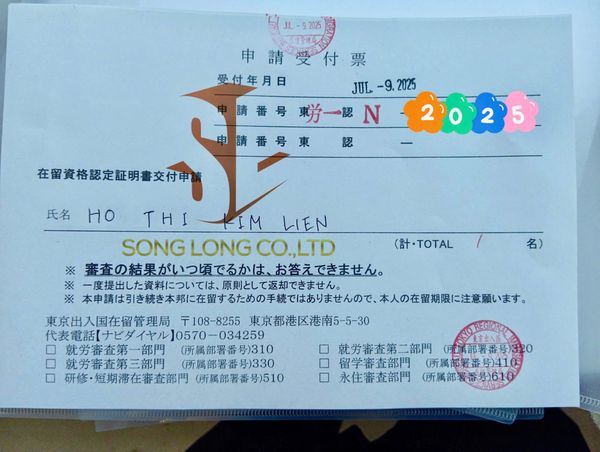 JUL -9. 2025
申請受付票
受付年月日 JUL. -9. 2025
申請番号 東労一認 N 2025
申請番号 東 認 —
在留資格認定証明書交付申請
氏名 HO THI KIM LIEN
SONG LONG CO.,LTD
(計・TOTAL 1 名)
※ 審査の結果がいつ頃でるかは、お答えできません。
※ 一度提出した資料については、原則として返却できません。
※ 本申請は引き続き本邦に在留するための手続ではありませんので、本人の在留期限に注意願います。
東京出入国在留管理局 〒108-8255 東京都港区港南5-5-30
代表電話【ナビダイヤル】0570-034259
□ 就労審査第一部門 (所属部署番号)310 □ 就労審査第二部門 (所属部署番号)320
□ 就労審査第三部門 (所属部署番号)330 □ 留学審査部門 (所属部署番号)410
□ 研修・短期滞在審査部門 (所属部署番号)510 □ 永住審査部門 (所属部署番号)610
TOKYO REGIONAL